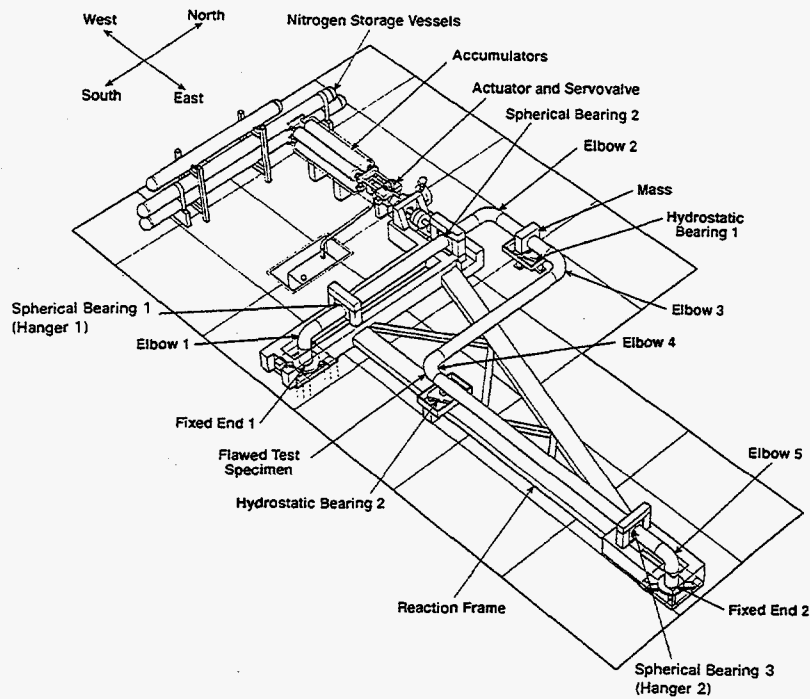 West
North
South
East
Nitrogen Storage Vessels
Accumulators
Actuator and Servovalve
Spherical Bearing 2
Elbow 2
Mass
Hydrostatic
Bearing 1
Elbow 3
Spherical Bearing 1
(Hanger 1)
Elbow 1
Elbow 4
Fixed End 1
Flawed Test
Specimen
Elbow 5
Hydrostatic Bearing 2
Reaction Frame
Fixed End 2
Spherical Bearing 3
(Hanger 2)